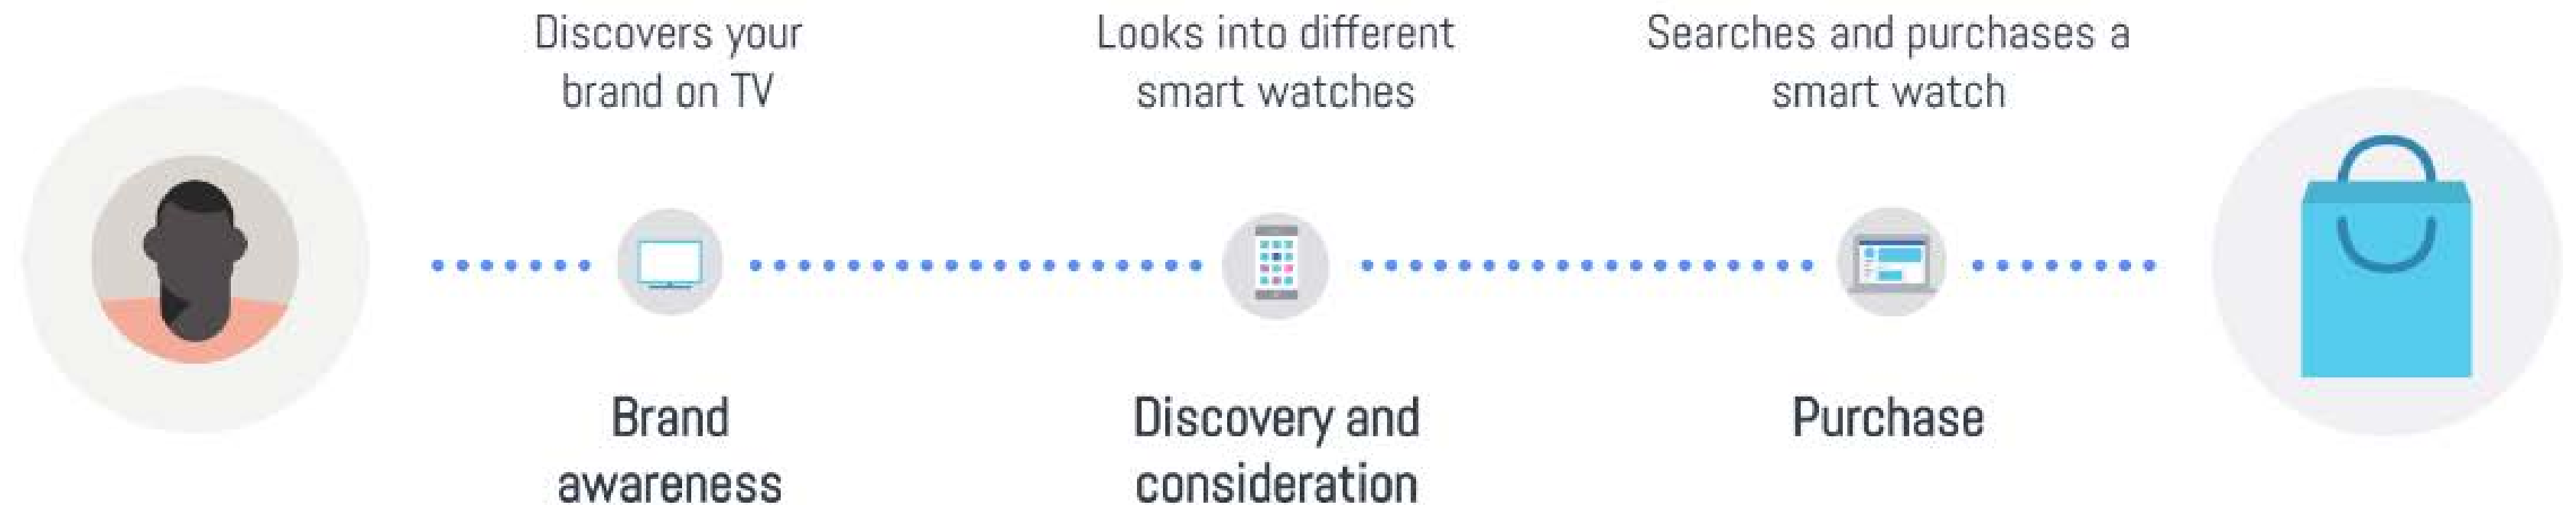 Discovers your
brand on TV
Looks into different
smart watches
Searches and purchases a
smart watch
Brand
awareness
Discovery and
consideration
Purchase